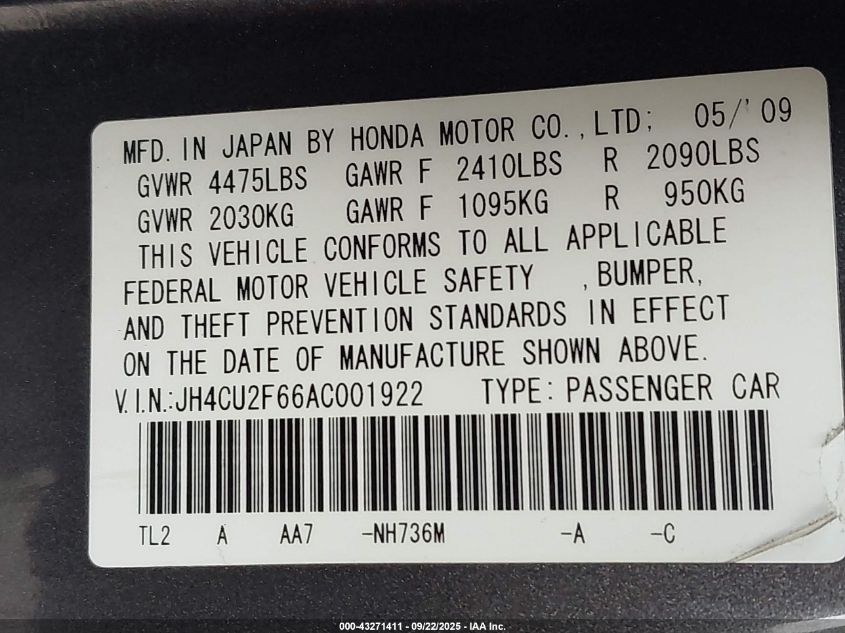 MFD. IN JAPAN BY HONDA MOTOR CO., LTD; 05/'09
GVWR 4475LBS GAWR F 2410LBS R 2090LBS
GVWR 2030KG GAWR F 1095KG R 950KG
THIS VEHICLE CONFORMS TO ALL APPLICABLE
FEDERAL MOTOR VEHICLE SAFETY , BUMPER,
AND THEFT PREVENTION STANDARDS IN EFFECT
ON THE DATE OF MANUFACTURE SHOWN ABOVE.
V.I.N.:JH4CU2F66AC001922 TYPE: PASSENGER CAR
TL2 A AA7 -NH736M -A -C
000-43271411 - 09/22/2025 - IAA Inc.